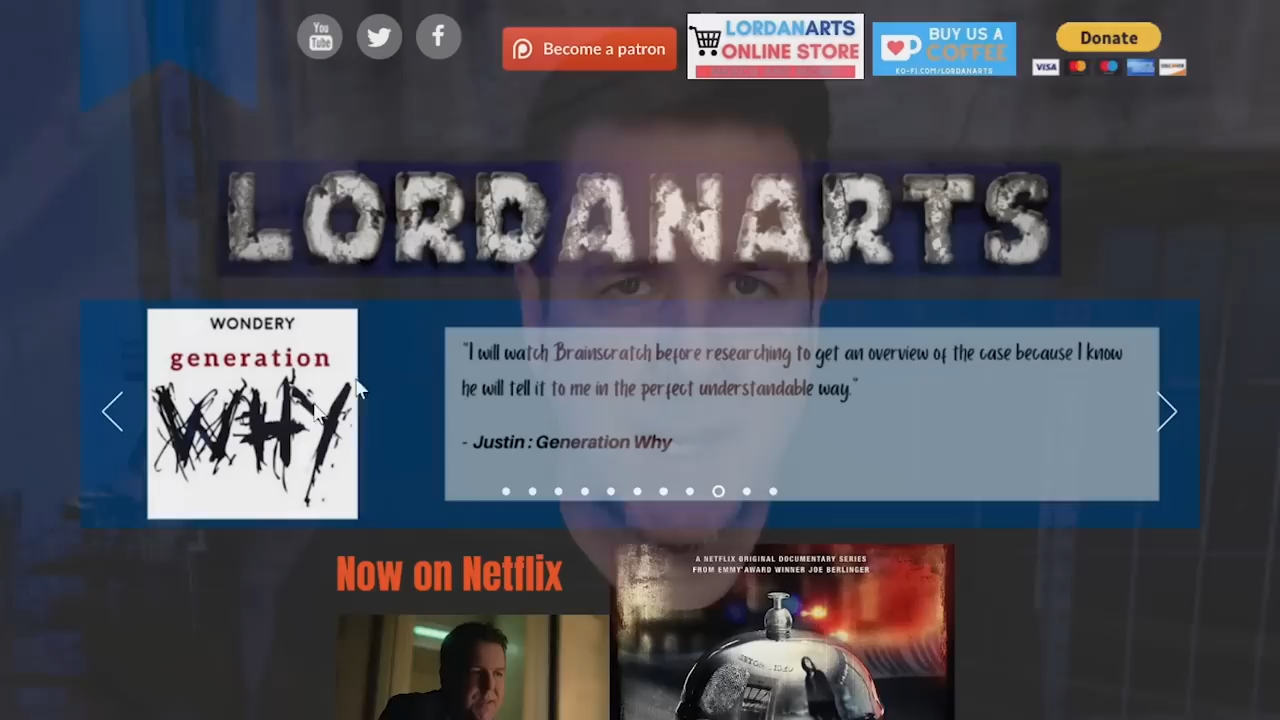 You
Tube
Become a patron
LORDANARTS
ONLINE STORE
BUY US A
COFFEE
KO-FI.COM/LORDANARTS
Donate
VISA
LORDANARTS
WONDERY
generation
WHY
"I will watch Brainscratch before researching to get an overview of the case because I know
he will tell it to me in the perfect understandable way."
- Justin : Generation Why
Now on Netflix
A NETFLIX ORIGINAL DOCUMENTARY SERIES
FROM EMMY AWARD WINNER JOE BERLINGER